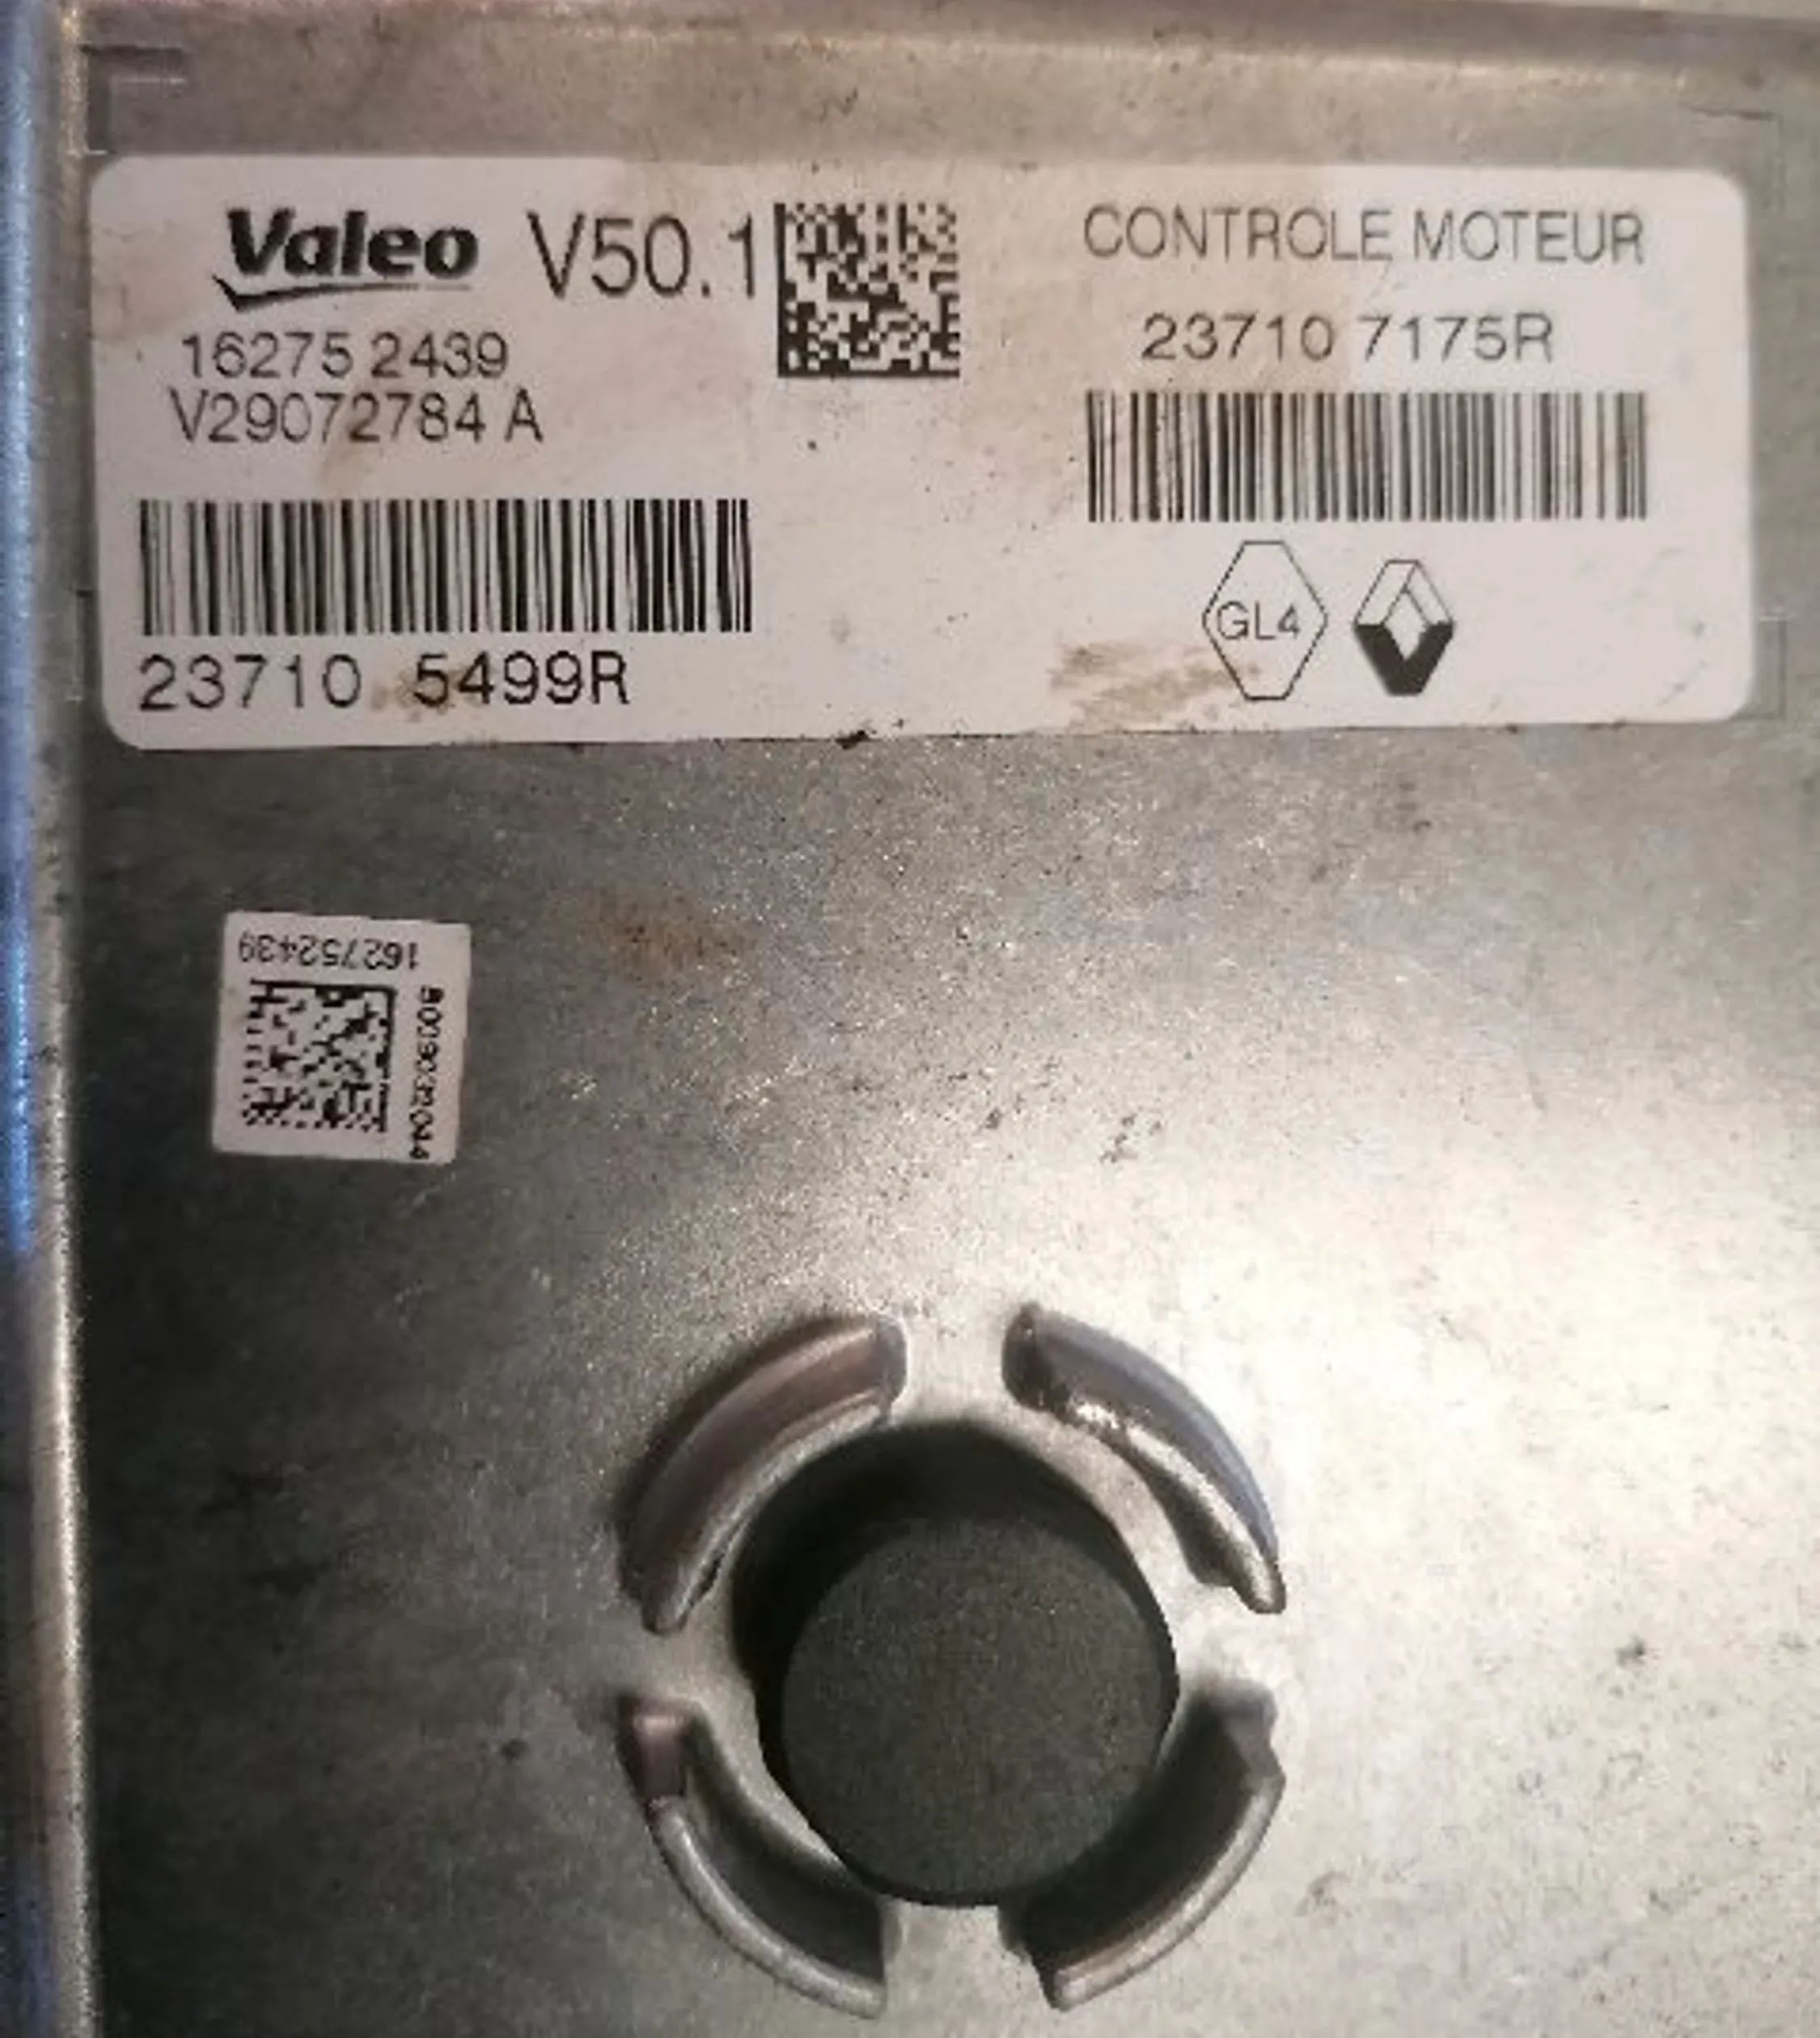 Valeo V50.1
16275 2439
V29072784 A
23710 5499R
CONTROLE MOTEUR
23710 7175R
GL4
162752439